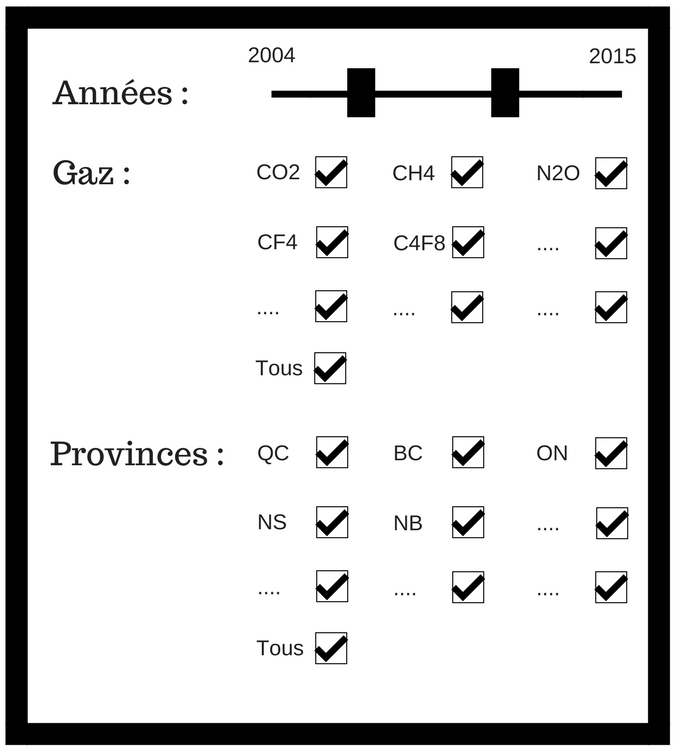 2004 2015
Années :
Gaz : CO2 CH4 N2O
CF4 C4F8 ....
.... .... ....
Tous
Provinces : QC BC ON
NS NB ....
.... .... ....
Tous